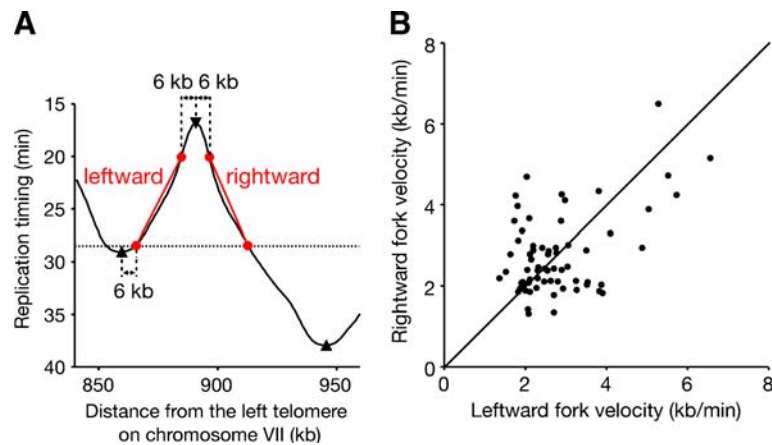 A
6 kb 6 kb
15
20
25
30
35
40
Replication timing (min)
leftward
rightward
6 kb
850
900
950
Distance from the left telomere
on chromosome VII (kb)
B
8
6
4
2
0
Rightward fork velocity (kb/min)
0
2
4
6
8
Leftward fork velocity (kb/min)